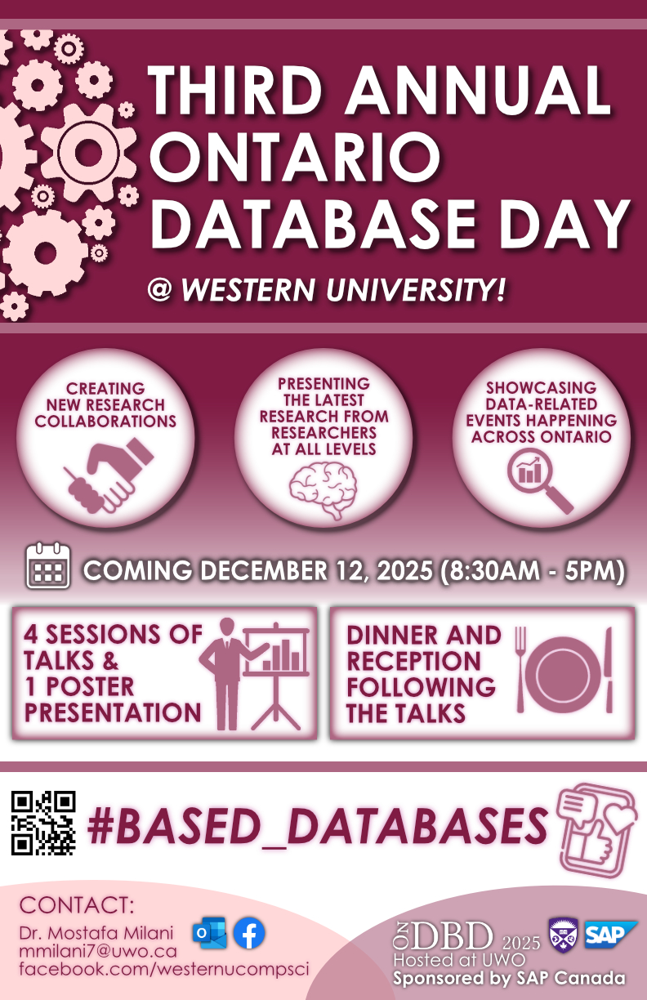 THIRD ANNUAL
ONTARIO
DATABASE DAY
@ WESTERN UNIVERSITY!
CREATING
NEW RESEARCH
COLLABORATIONS
PRESENTING
THE LATEST
RESEARCH FROM
RESEARCHERS
AT ALL LEVELS
SHOWCASING
DATA-RELATED
EVENTS HAPPENING
ACROSS ONTARIO
COMING DECEMBER 12, 2025 (8:30AM - 5PM)
4 SESSIONS OF
TALKS &
1 POSTER
PRESENTATION
DINNER AND
RECEPTION
FOLLOWING
THE TALKS
#BASED_DATABASES
CONTACT:
Dr. Mostafa Milani
mmilani7@uwo.ca
facebook.com/westernucompsci
ON DBD 2025
SAP
Hosted at UWO
Sponsored by SAP Canada